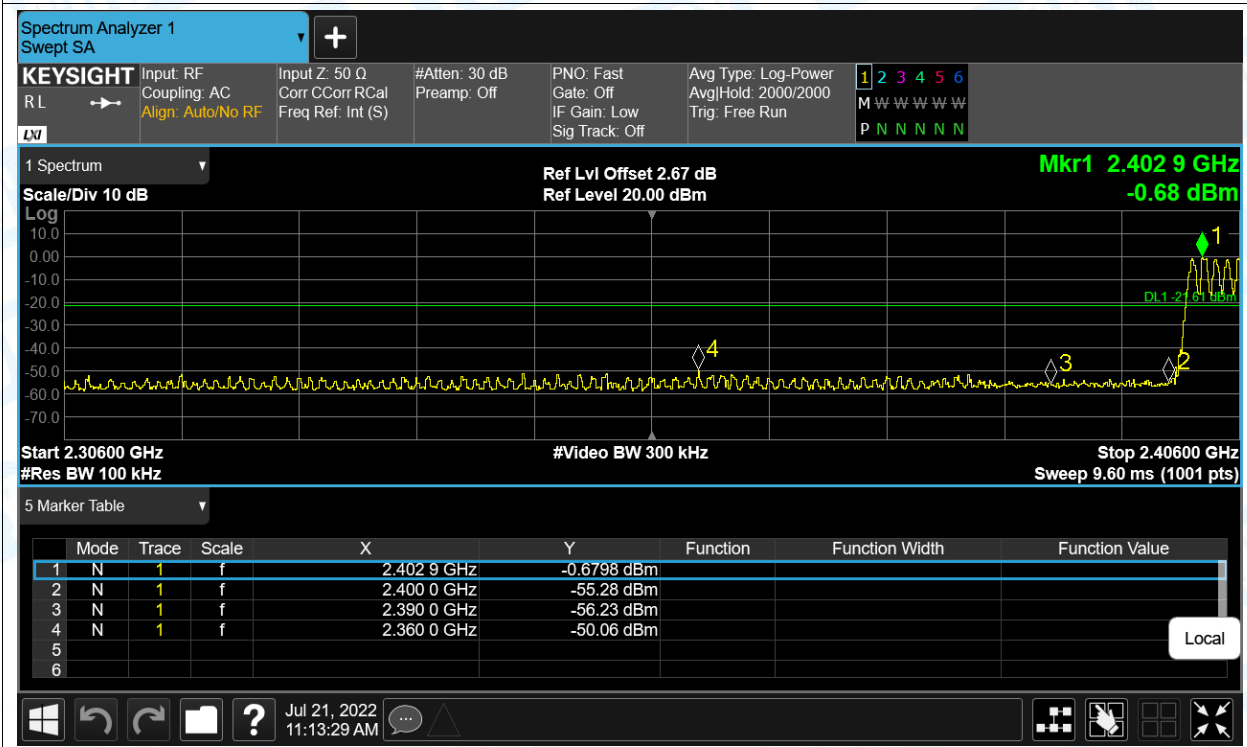 Spectrum Analyzer 1
Swept SA
KEYSIGHT
R L
LXI
Input: RF
Coupling: AC
Align: Auto/No RF
Input Z: 50 Ω
Corr CCorr RCal
Freq Ref: Int (S)
#Atten: 30 dB
Preamp: Off
PNO: Fast
Gate: Off
IF Gain: Low
Sig Track: Off
Avg Type: Log-Power
Avg|Hold: 2000/2000
Trig: Free Run
1 2 3 4 5 6
M W W W W W
P N N N N N
1 Spectrum
Scale/Div 10 dB
Ref Lvl Offset 2.67 dB
Ref Level 20.00 dBm
Mkr1 2.402 9 GHz
-0.68 dBm
Log
10.0
0.00
-10.0
-20.0
-30.0
-40.0
-50.0
-60.0
-70.0
1
DL1 -21.61 dBm
4
3
2
Start 2.30600 GHz
#Video BW 300 kHz
Stop 2.40600 GHz
#Res BW 100 kHz
Sweep 9.60 ms (1001 pts)
5 Marker Table
Mode Trace Scale X Y Function Function Width Function Value
1 N 1 f 2.402 9 GHz -0.6798 dBm
2 N 1 f 2.400 0 GHz -55.28 dBm
3 N 1 f 2.390 0 GHz -56.23 dBm
4 N 1 f 2.360 0 GHz -50.06 dBm
5
6
Local
?
Jul 21, 2022
11:13:29 AM